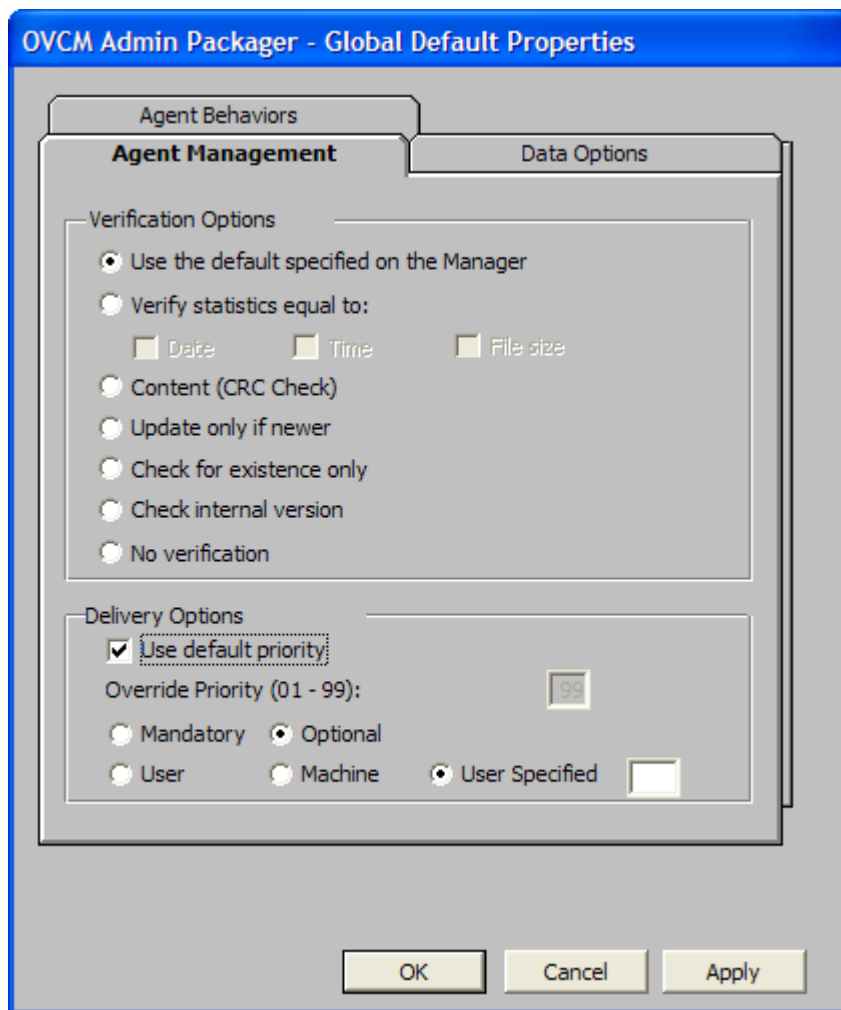 OVCM Admin Packager - Global Default Properties
Agent Behaviors
Agent Management Data Options
Verification Options
Use the default specified on the Manager
Verify statistics equal to:
Date Time File size
Content (CRC Check)
Update only if newer
Check for existence only
Check internal version
No verification
Delivery Options
Use default priority
Override Priority (01 - 99): 99
Mandatory Optional
User Machine User Specified
OK Cancel Apply